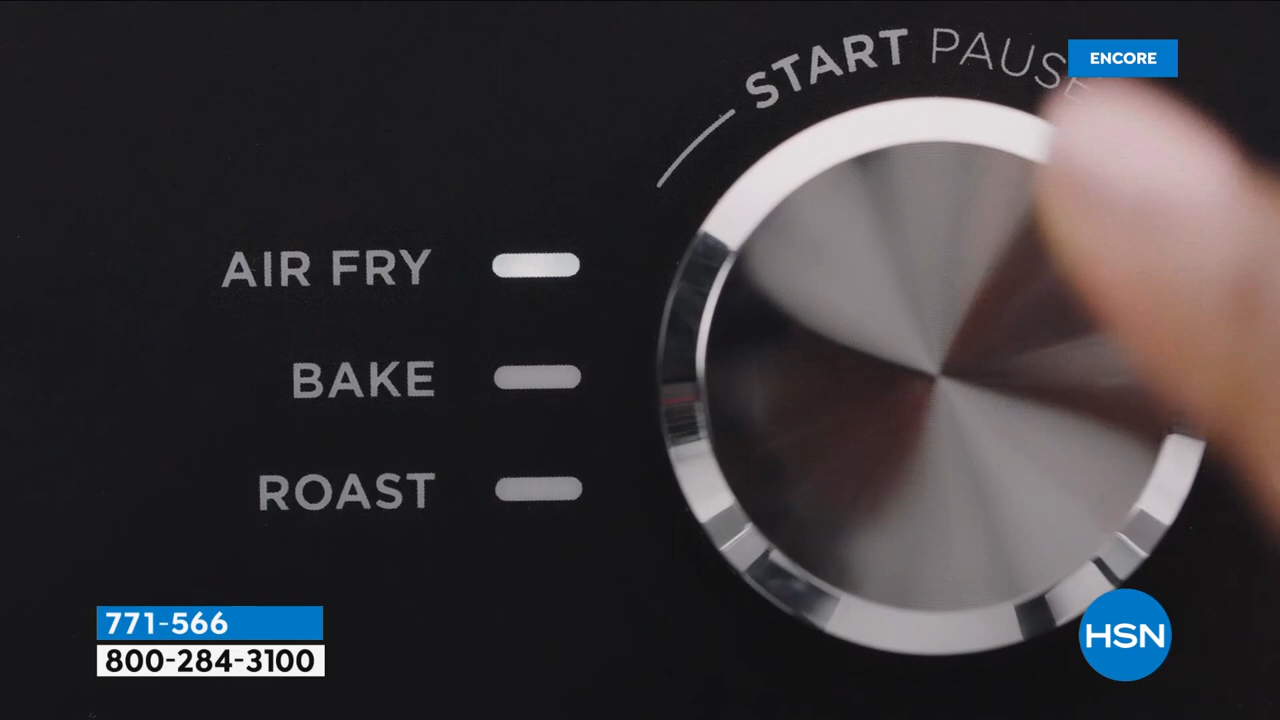 START PAUSE
ENCORE
AIR FRY
BAKE
ROAST
771-566
800-284-3100
HSN